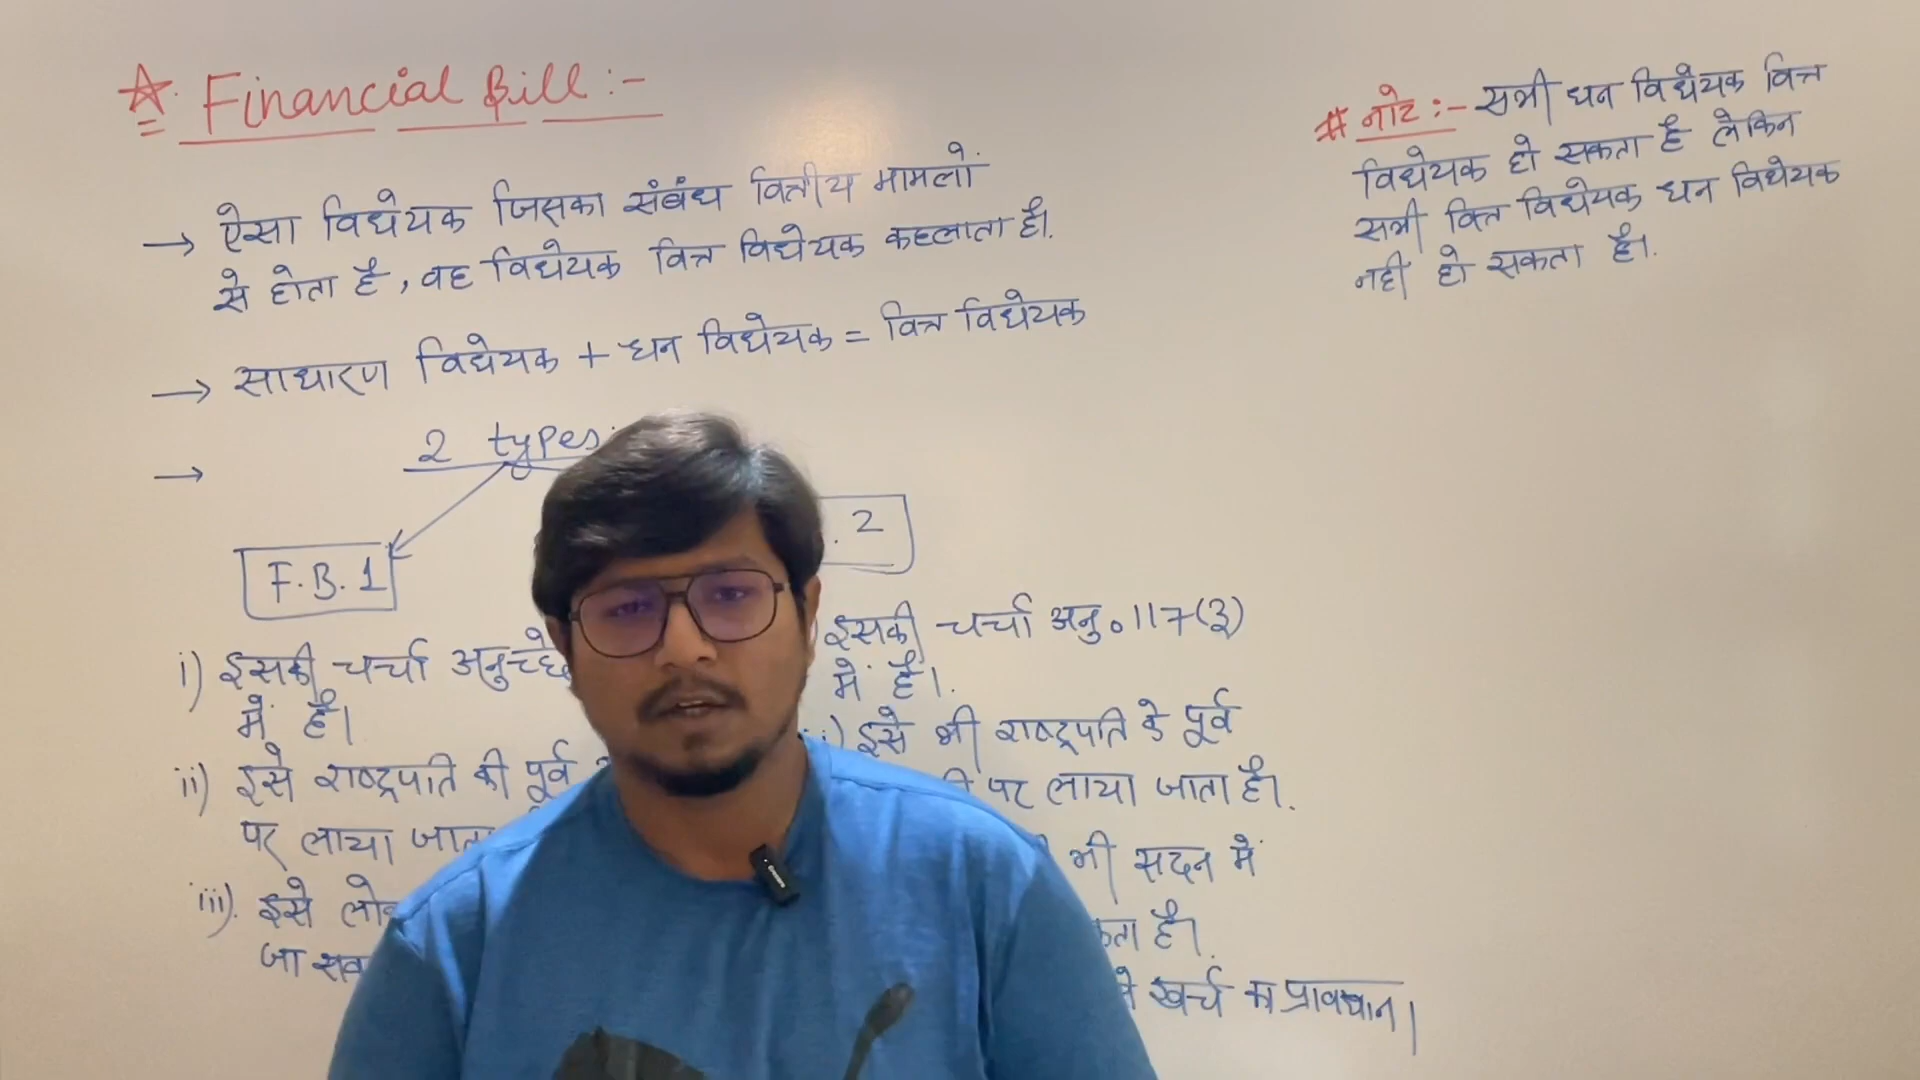 Financial Bill :-
→ ऐसा विधेयक जिसका संबंध वित्तीय मामलों
से होता है, वह विधेयक वित्त विधेयक कहलाता है।
→ साधारण विधेयक + धन विधेयक = वित्त विधेयक
→ 2 types
F.B.1
i) इसकी चर्चा
में है।
ii) इसे राष्ट्रपति की पूर्व
पर लाया
iii). इसे
जा
. 2
इसकी चर्चा अनु० 117(3)
में है।
इसे भी राष्ट्रपति के पूर्व
पर लाया जाता है।
भी सदन में
है।
खर्च का प्रावधान।
# नोट :- सभी धन विधेयक वित्त
विधेयक हो सकता है लेकिन
सभी वित्त विधेयक धन विधेयक
नहीं हो सकता है।